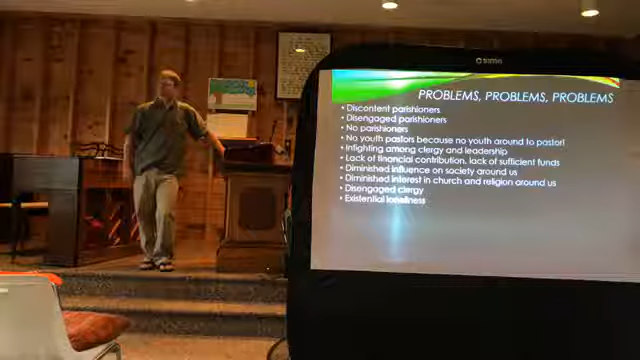 PROBLEMS, PROBLEMS, PROBLEMS
• Discontent parishioners
• Disengaged parishioners
• No parishioners
• No youth pastors because no youth around to pastor!
• Infighting among clergy and leadership
• Lack of financial contribution, lack of sufficient funds
• Diminished influence on society around us
• Diminished interest in church and religion around us
• Disengaged clergy
• Existential loneliness